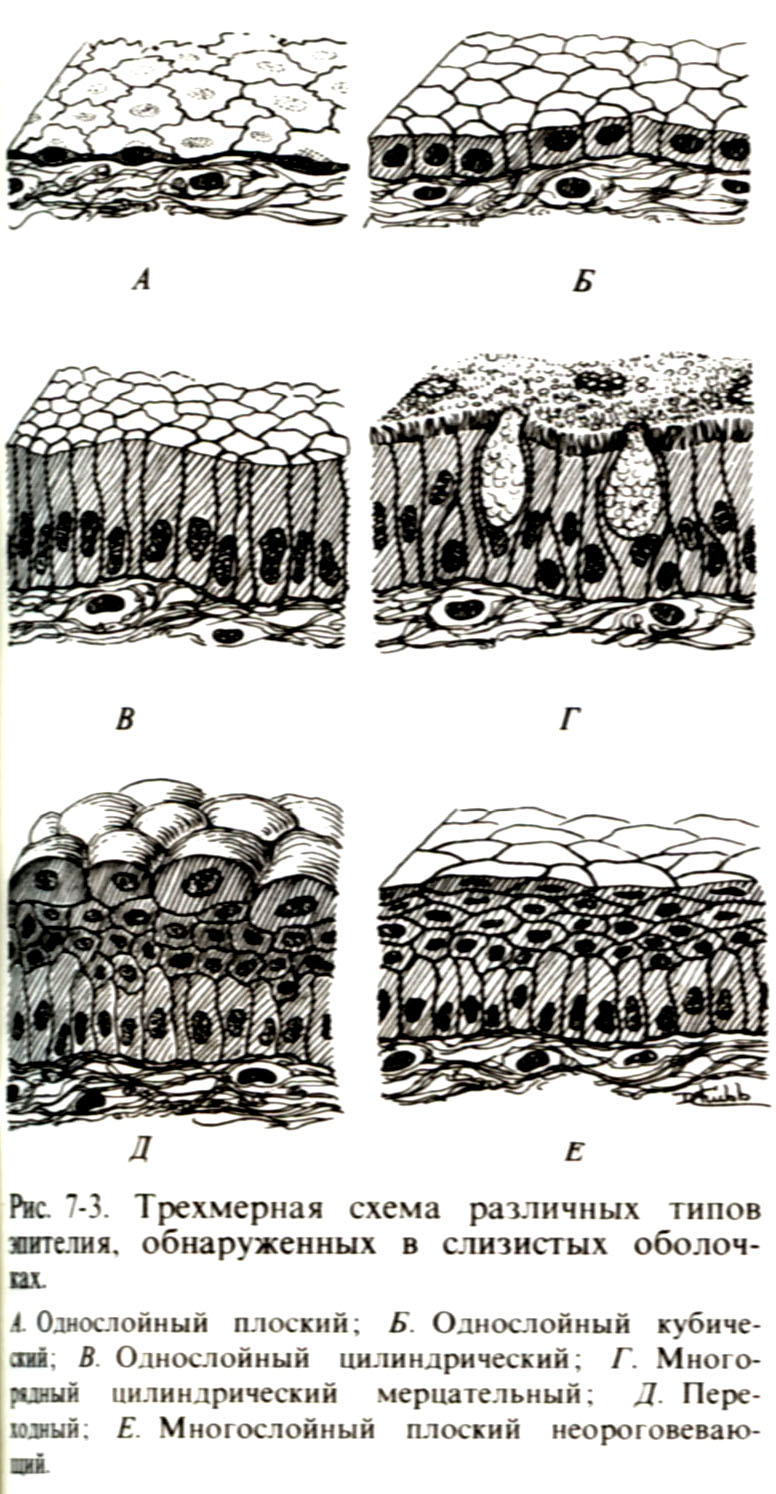 А
Б
В
Г
Д
Е
Рис. 7-3. Трехмерная схема различных типов
эпителия, обнаруженных в слизистых оболоч-
ках.
А. Однослойный плоский; Б. Однослойный кубиче-
ский; В. Однослойный цилиндрический; Г. Много-
рядный цилиндрический мерцательный; Д. Пере-
ходный; Е. Многослойный плоский неороговеваю-
щий.